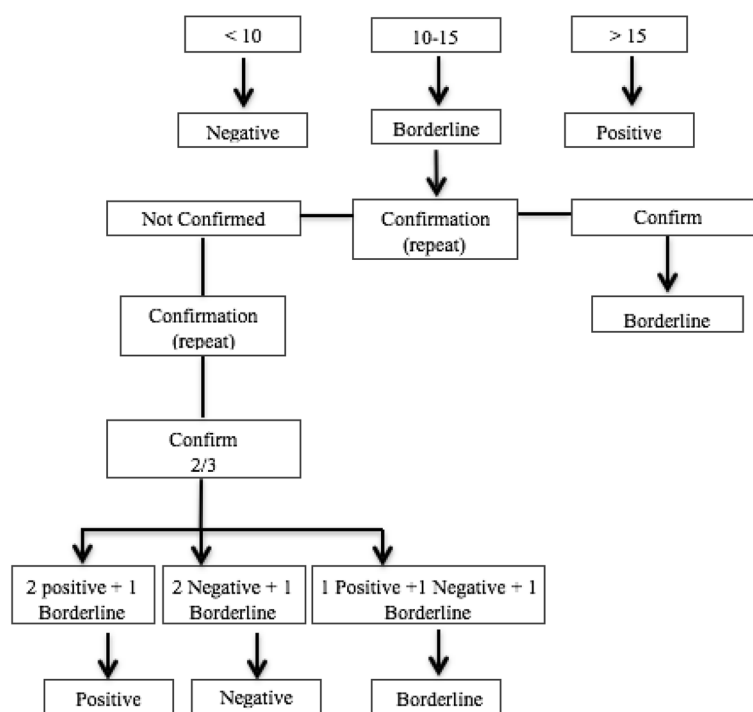 < 10
10-15
> 15
Negative
Borderline
Positive
Not Confirmed
Confirmation
(repeat)
Confirm
Confirmation
(repeat)
Borderline
Confirm
2/3
2 positive + 1
Borderline
2 Negative + 1
Borderline
1 Positive +1 Negative + 1
Borderline
Positive
Negative
Borderline